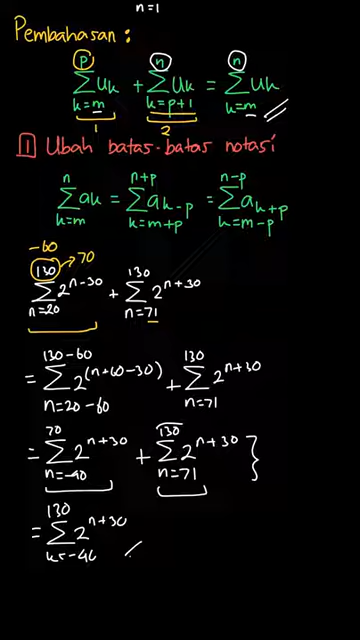 n=1
Pembahasan :
p n n
∑ Uk + ∑ Uk = ∑ Uk
k=m k=p+1 k=m
1 2
1 Ubah batas-batas notasi
n n+p n-p
∑ ak = ∑ a k-p = ∑ a k+p
k=m k=m+p k=m-p
-60
130 → 70 130
∑ 2^(n-30) + ∑ 2^(n+30)
n=20 n=71
130-60 130
= ∑ 2^(n+60-30) + ∑ 2^(n+30)
n=20-60 n=71
70 130
= ∑ 2^(n+30) + ∑ 2^(n+30) }
n=-40 n=71
130
= ∑ 2^(n+30)